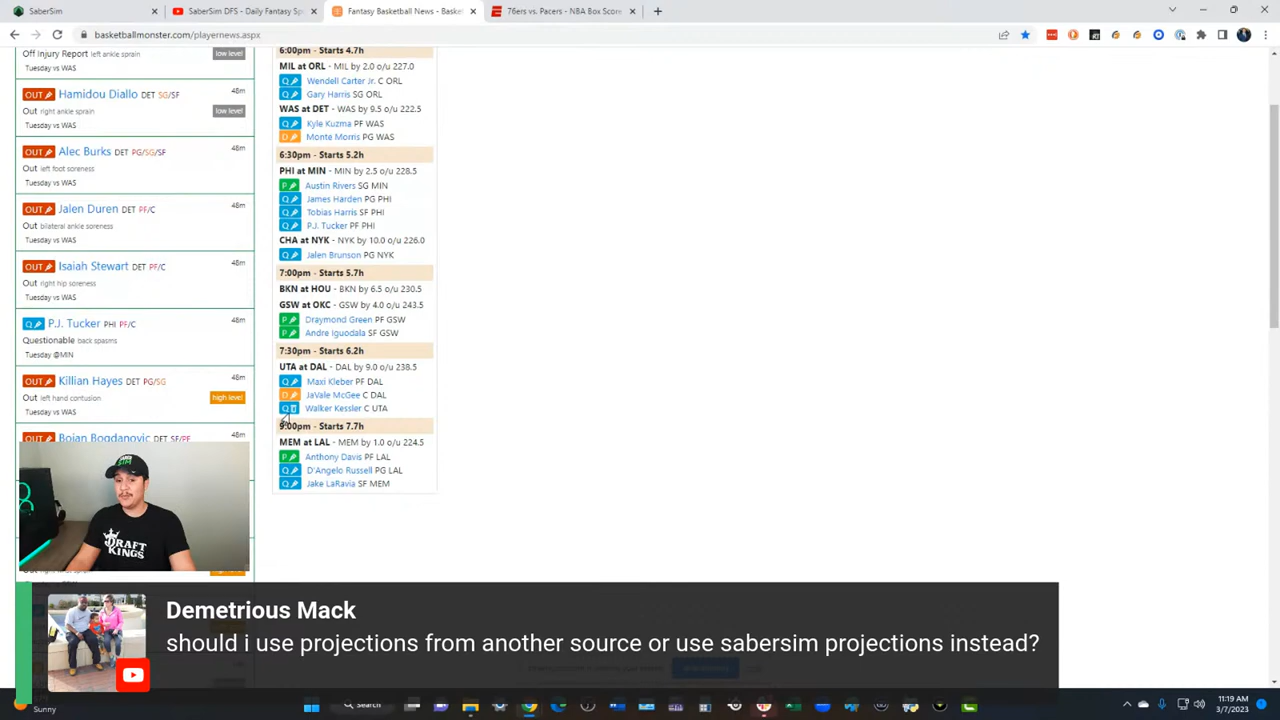 SaberSim
SaberSim DFS - Daily Fantasy Sp
Fantasy Basketball News - Basket
76ers vs. Pacers - NBA Box Score
basketballmonster.com/playernews.aspx
Off Injury Report left ankle sprain
low level
Tuesday vs WAS
OUT Hamidou Diallo DET SG/SF 48m
Out right ankle sprain
low level
Tuesday vs WAS
OUT Alec Burks DET PG/SG/SF 48m
Out left foot soreness
Tuesday vs WAS
OUT Jalen Duren DET PF/C 48m
Out bilateral ankle soreness
Tuesday vs WAS
OUT Isaiah Stewart DET PF/C 48m
Out right hip soreness
Tuesday vs WAS
Q P.J. Tucker PHI PF/C 48m
Questionable back spasms
Tuesday @MIN
OUT Killian Hayes DET PG/SG 48m
Out left hand contusion
high level
Tuesday vs WAS
OUT Bojan Bogdanovic DET SF/PF 48m
6:00pm - Starts 4.7h
MIL at ORL - MIL by 2.0 o/u 227.0
Q Wendell Carter Jr. C ORL
Q Gary Harris SG ORL
WAS at DET - WAS by 9.5 o/u 222.5
Q Kyle Kuzma PF WAS
D Monte Morris PG WAS
6:30pm - Starts 5.2h
PHI at MIN - MIN by 2.5 o/u 228.5
P Austin Rivers SG MIN
Q James Harden PG PHI
Q Tobias Harris SF PHI
Q P.J. Tucker PF PHI
CHA at NYK - NYK by 10.0 o/u 226.0
Q Jalen Brunson PG NYK
7:00pm - Starts 5.7h
BKN at HOU - BKN by 6.5 o/u 230.5
GSW at OKC - GSW by 4.0 o/u 243.5
P Draymond Green PF GSW
P Andre Iguodala SF GSW
7:30pm - Starts 6.2h
UTA at DAL - DAL by 9.0 o/u 238.5
Q Maxi Kleber PF DAL
D JaVale McGee C DAL
Q Walker Kessler C UTA
9:00pm - Starts 7.7h
MEM at LAL - MEM by 1.0 o/u 224.5
P Anthony Davis PF LAL
Q D'Angelo Russell PG LAL
Q Jake LaRavia SF MEM
SIM
DRAFT
KINGS
Demetrious Mack
should i use projections from another source or use sabersim projections instead?
Sunny
Search
11:19 AM
3/7/2023